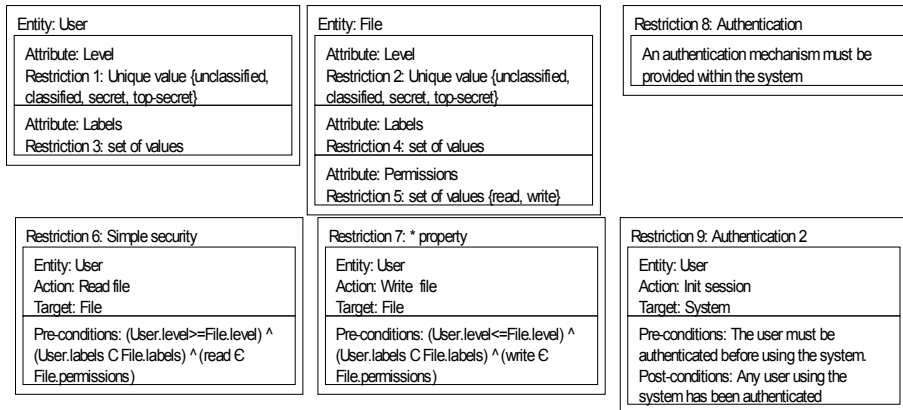 Entity: User
Attribute: Level
Restriction 1: Unique value {unclassified,
classified, secret, top-secret}
Attribute: Labels
Restriction 3: set of values
Entity: File
Attribute: Level
Restriction 2: Unique value {unclassified,
classified, secret, top-secret}
Attribute: Labels
Restriction 4: set of values
Attribute: Permissions
Restriction 5: set of values {read, write}
Restriction 8: Authentication
An authentication mechanism must be
provided within the system
Restriction 6: Simple security
Entity: User
Action: Read file
Target: File
Pre-conditions: (User.level>=File.level) ^
(User.labels C File.labels) ^ (read Є
File.permissions)
Restriction 7: * property
Entity: User
Action: Write file
Target: File
Pre-conditions: (User.level<=File.level) ^
(User.labels C File.labels) ^ (write Є
File.permissions)
Restriction 9: Authentication 2
Entity: User
Action: Init session
Target: System
Pre-conditions: The user must be
authenticated before using the system.
Post-conditions: Any user using the
system has been authenticated